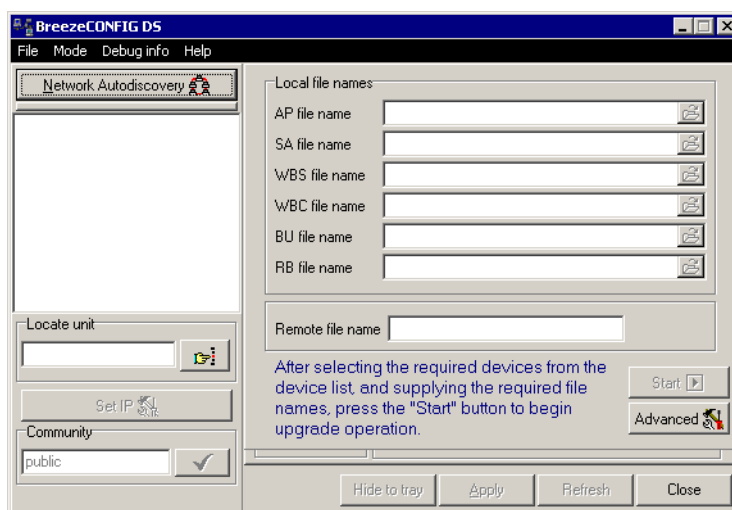 BreezeCONFIG DS
File Mode Debug info Help
Network Autodiscovery
Locate unit
Set IP
Community
public
Local file names
AP file name
SA file name
WBS file name
WBC file name
BU file name
RB file name
Remote file name
After selecting the required devices from the
device list, and supplying the required file
names, press the "Start" button to begin
upgrade operation.
Start
Advanced
Hide to tray Apply Refresh Close